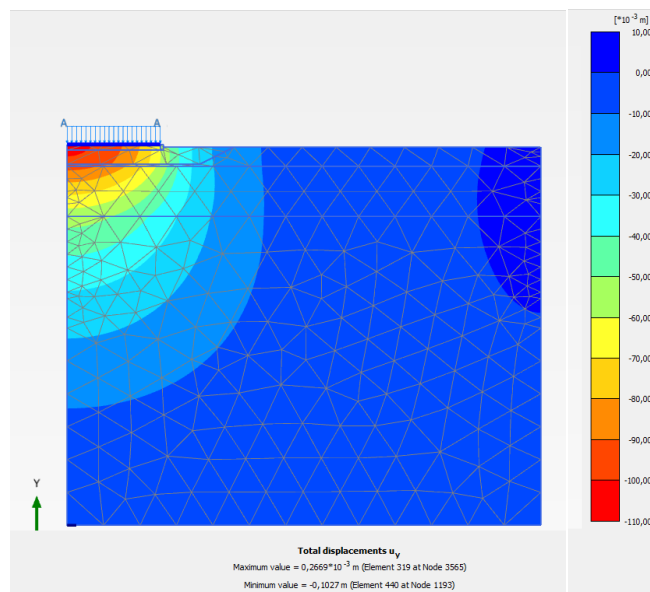 [*10⁻³ m]
10,00
0,00
-10,00
-20,00
-30,00
-40,00
-50,00
-60,00
-70,00
-80,00
-90,00
-100,00
-110,00
A A
Y
Total displacements uᵧ
Maximum value = 0,2669*10⁻³ m (Element 319 at Node 3565)
Minimum value = -0,1027 m (Element 440 at Node 1193)